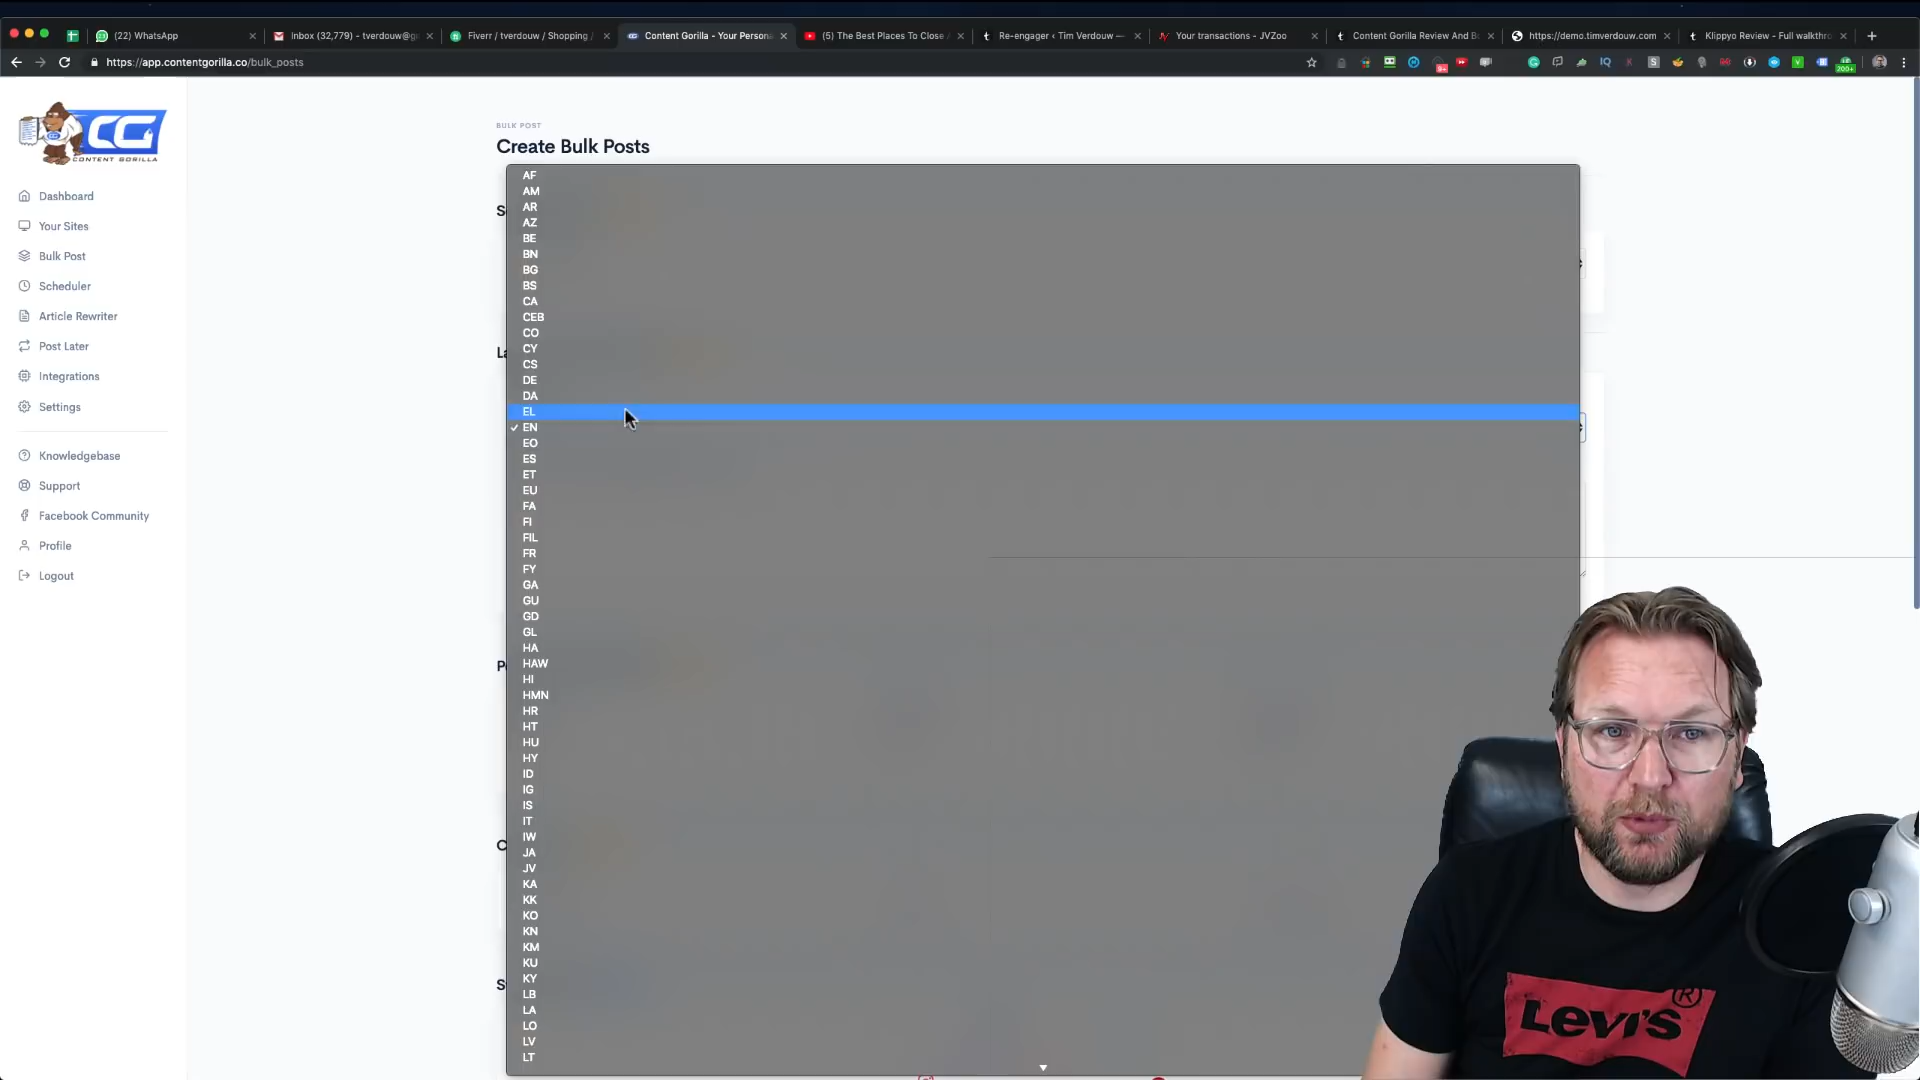 (22) WhatsApp
Inbox (32,779) - tverdouw@g
Fiverr / tverdouw / Shopping /
Content Gorilla - Your Persona
(5) The Best Places To Close
Re-engager ‹ Tim Verdouw —
Your transactions - JVZoo
Content Gorilla Review And B
https://demo.timverdouw.com
Klippyo Review - Full walkthro
https://app.contentgorilla.co/bulk_posts
9+
200+
CG
CONTENT GORILLA
Dashboard
Your Sites
Bulk Post
Scheduler
Article Rewriter
Post Later
Integrations
Settings
Knowledgebase
Support
Facebook Community
Profile
Logout
BULK POST
Create Bulk Posts
AF
AM
AR
AZ
BE
BN
BG
BS
CA
CEB
CO
CY
CS
DE
DA
EL
✓ EN
EO
ES
ET
EU
FA
FI
FIL
FR
FY
GA
GU
GD
GL
HA
HAW
HI
HMN
HR
HT
HU
HY
ID
IG
IS
IT
IW
JA
JV
KA
KK
KO
KN
KM
KU
KY
LB
LA
LO
LV
LT
Levi's®